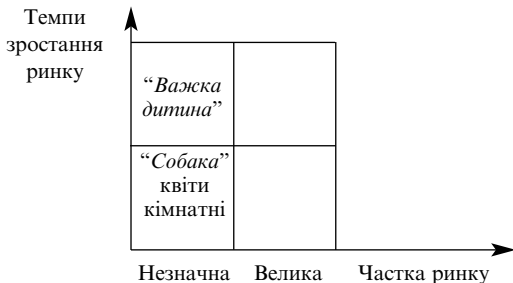 Темпи
зростання
ринку
“Важка
дитина”
“Собака”
квіти
кімнатні
Незначна Велика Частка ринку